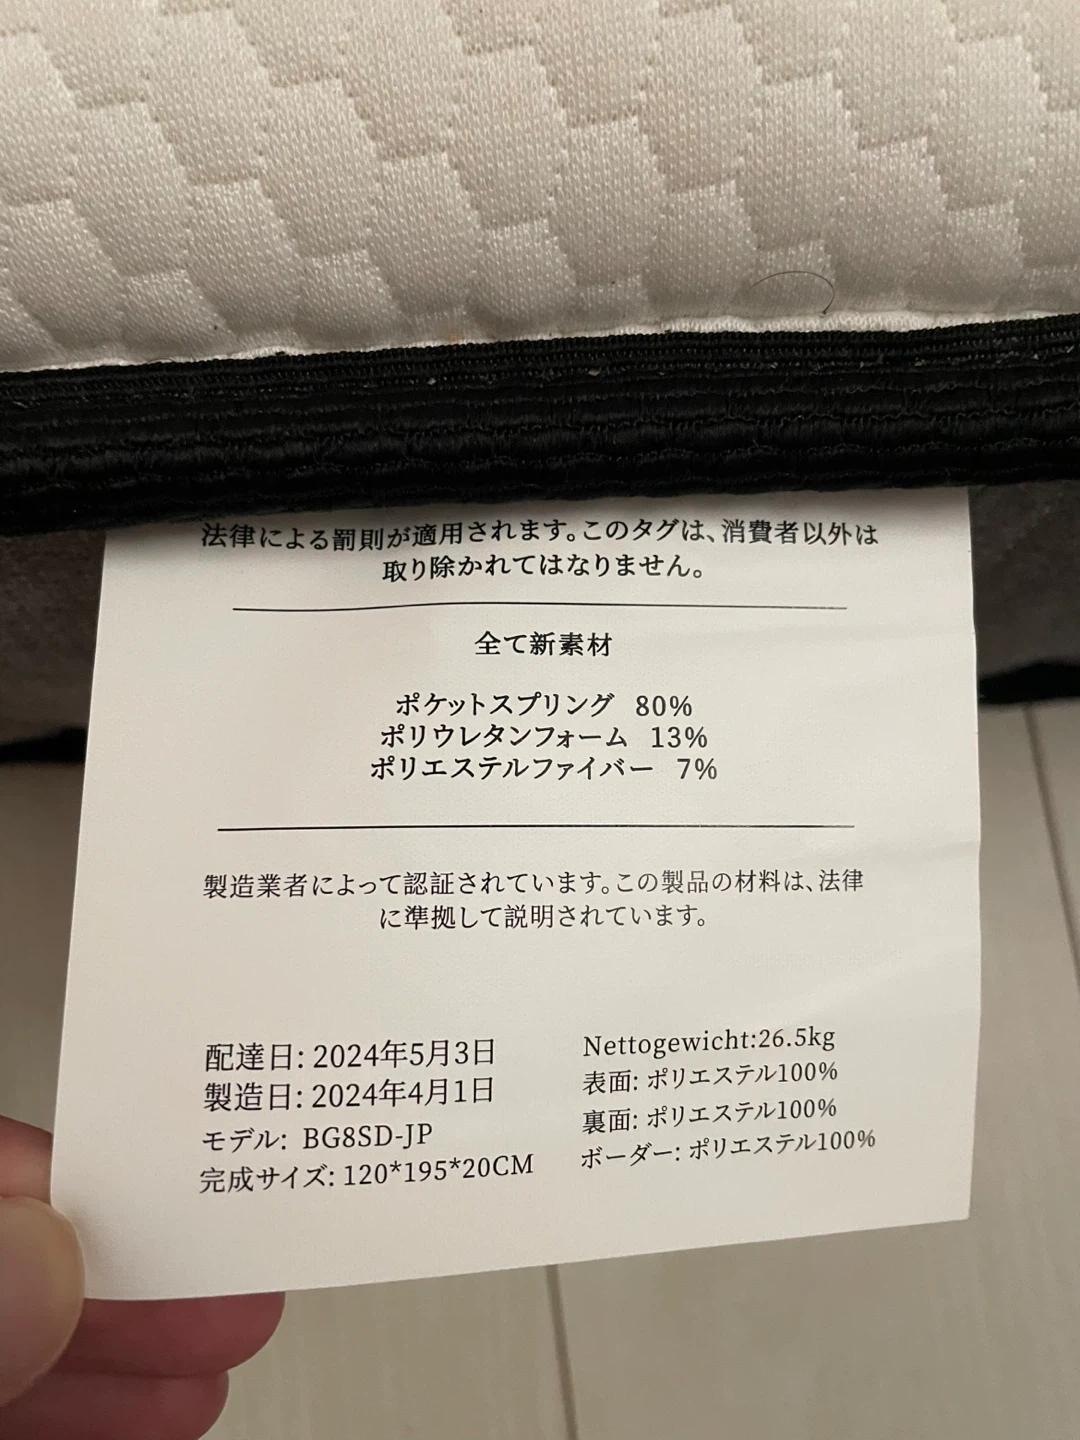 法律による罰則が適用されます。このタグは、消費者以外は
取り除かれてはなりません。
全て新素材
ポケットスプリング 80%
ポリウレタンフォーム 13%
ポリエステルファイバー 7%
製造業者によって認証されています。この製品の材料は、法律
に準拠して説明されています。
配達日: 2024年5月3日
製造日: 2024年4月1日
モデル: BG8SD-JP
完成サイズ: 120*195*20CM
Nettogewicht:26.5kg
表面: ポリエステル100%
裏面: ポリエステル100%
ボーダー: ポリエステル100%